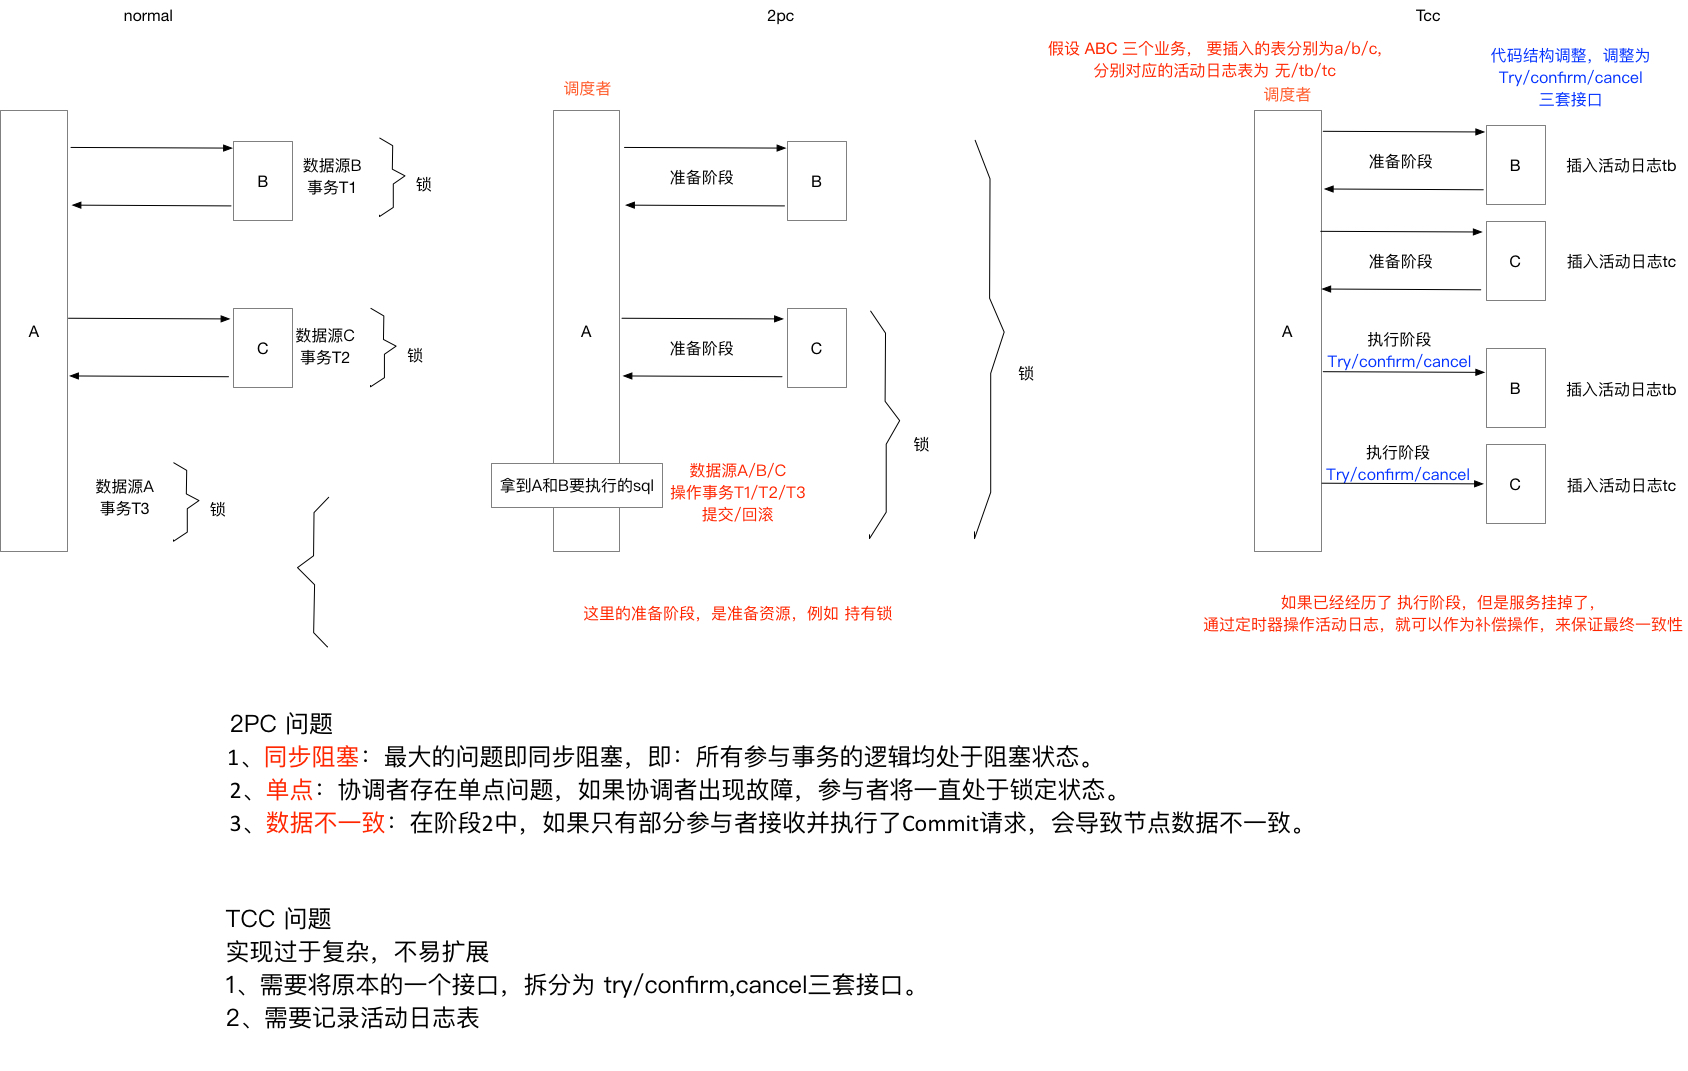 normal
A
B
数据源B
事务T1
锁
C
数据源C
事务T2
锁
数据源A
事务T3
锁
2pc
调度者
A
准备阶段
B
准备阶段
C
拿到A和B要执行的sql
数据源A/B/C
操作事务T1/T2/T3
提交/回滚
锁
锁
这里的准备阶段，是准备资源，例如 持有锁
Tcc
假设 ABC 三个业务， 要插入的表分别为a/b/c,
分别对应的活动日志表为 无/tb/tc
调度者
代码结构调整，调整为
Try/confirm/cancel
三套接口
A
准备阶段
B
插入活动日志tb
准备阶段
C
插入活动日志tc
执行阶段
Try/confirm/cancel
B
插入活动日志tb
执行阶段
Try/confirm/cancel
C
插入活动日志tc
如果已经经历了 执行阶段，但是服务挂掉了，
通过定时器操作活动日志，就可以作为补偿操作，来保证最终一致性
2PC 问题
1、同步阻塞：最大的问题即同步阻塞，即：所有参与事务的逻辑均处于阻塞状态。
2、单点：协调者存在单点问题，如果协调者出现故障，参与者将一直处于锁定状态。
3、数据不一致：在阶段2中，如果只有部分参与者接收并执行了Commit请求，会导致节点数据不一致。
TCC 问题
实现过于复杂，不易扩展
1、需要将原本的一个接口，拆分为 try/confirm,cancel三套接口。
2、需要记录活动日志表